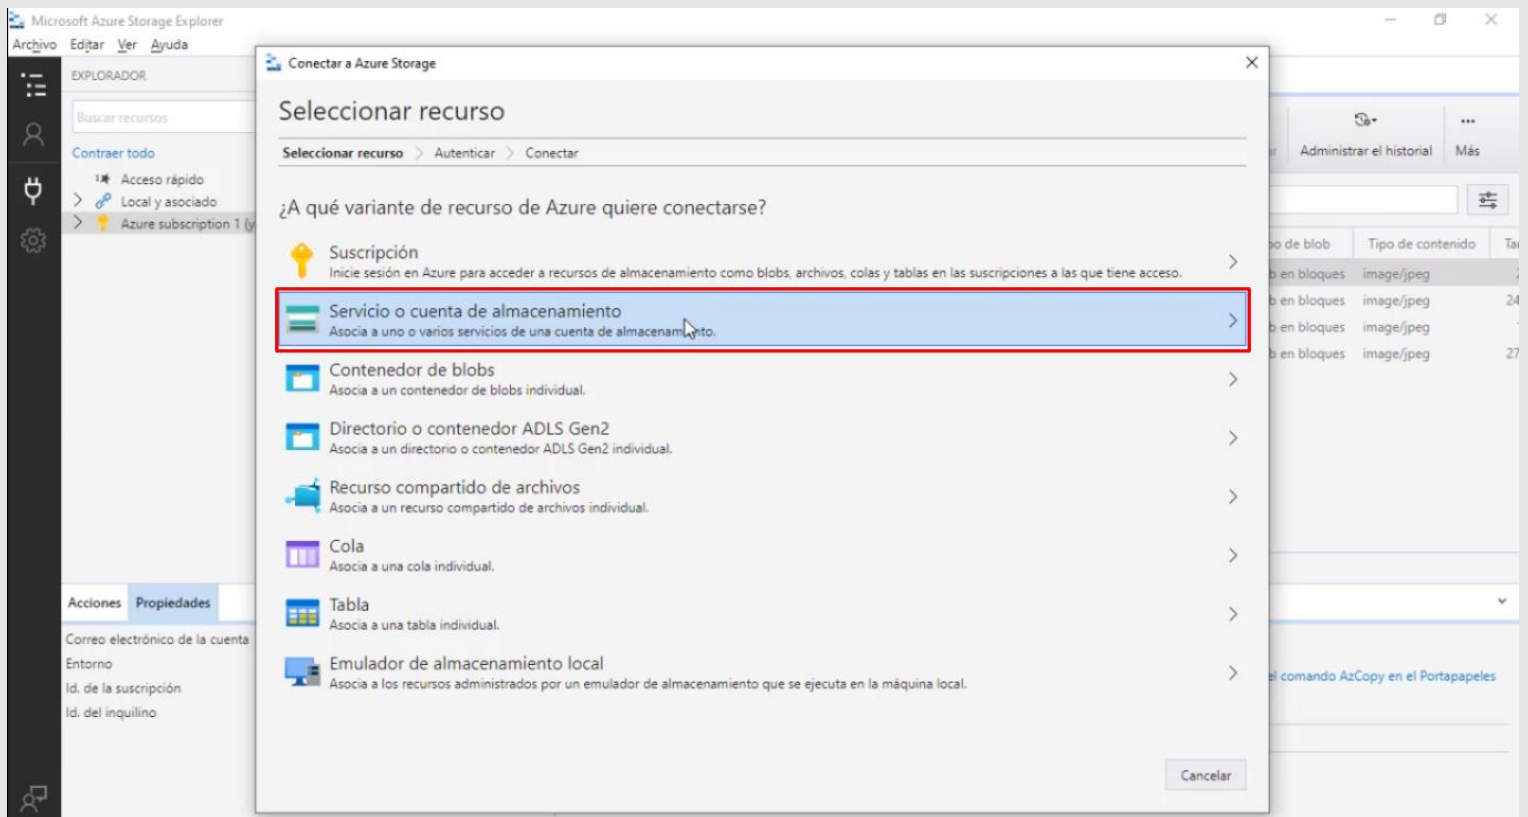 Microsoft Azure Storage Explorer
Archivo Editar Ver Ayuda
EXPLORADOR
Buscar recursos
Contraer todo
Acceso rápido
Local y asociado
Azure subscription 1 (y
Acciones Propiedades
Correo electrónico de la cuenta
Entorno
Id. de la suscripción
Id. del inquilino
Conectar a Azure Storage
Seleccionar recurso
Seleccionar recurso Autenticar Conectar
¿A qué variante de recurso de Azure quiere conectarse?
Suscripción
Inicie sesión en Azure para acceder a recursos de almacenamiento como blobs, archivos, colas y tablas en las suscripciones a las que tiene acceso.
Servicio o cuenta de almacenamiento
Asocia a uno o varios servicios de una cuenta de almacenamiento.
Contenedor de blobs
Asocia a un contenedor de blobs individual.
Directorio o contenedor ADLS Gen2
Asocia a un directorio o contenedor ADLS Gen2 individual.
Recurso compartido de archivos
Asocia a un recurso compartido de archivos individual.
Cola
Asocia a una cola individual.
Tabla
Asocia a una tabla individual.
Emulador de almacenamiento local
Asocia a los recursos administrados por un emulador de almacenamiento que se ejecuta en la máquina local.
Cancelar
Administrar el historial Más
de blob Tipo de contenido
en bloques image/jpeg
en bloques image/jpeg 24
en bloques image/jpeg
en bloques image/jpeg 27
el comando AzCopy en el Portapapeles